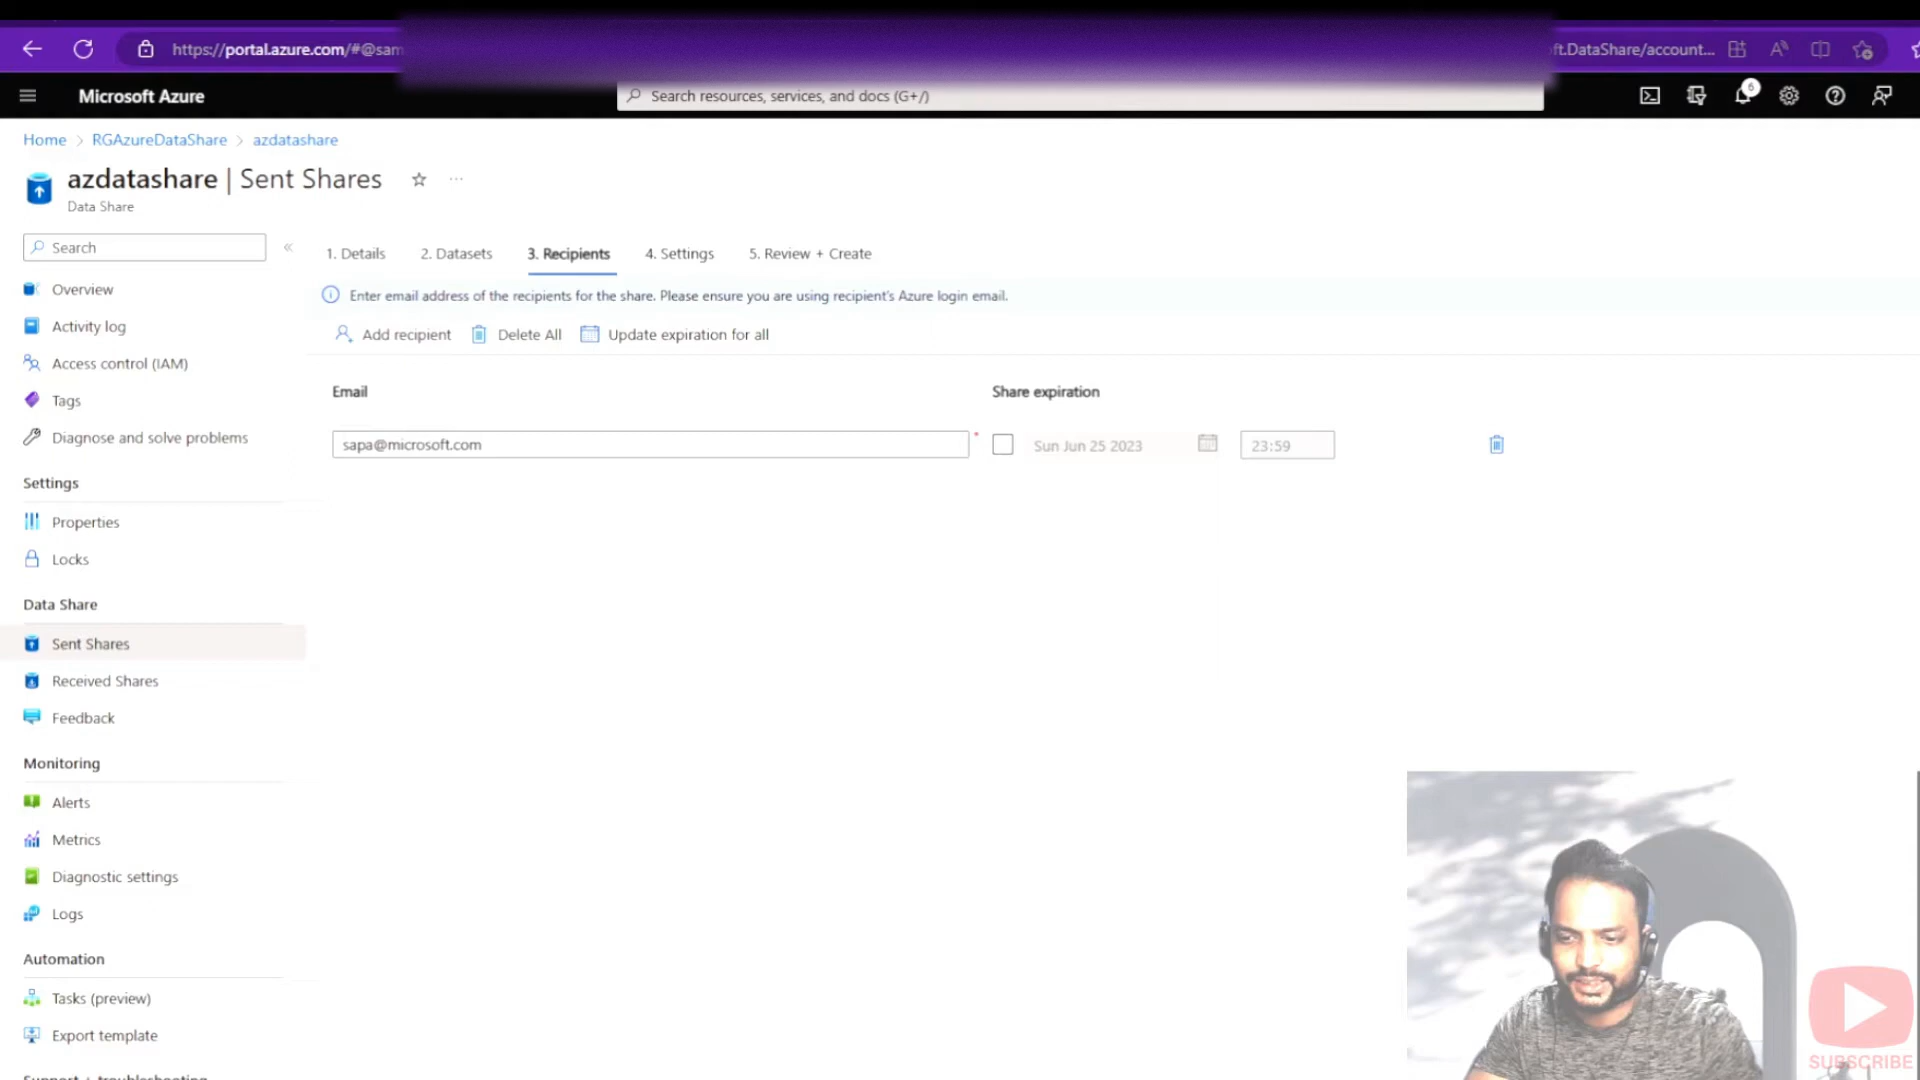 https://portal.azure.com/#@sam
ft.DataShare/account...
Microsoft Azure
Search resources, services, and docs (G+/)
6
Home > RGAzureDataShare > azdatashare
azdatashare | Sent Shares
Data Share
Search
1. Details 2. Datasets 3. Recipients 4. Settings 5. Review + Create
Enter email address of the recipients for the share. Please ensure you are using recipient's Azure login email.
Add recipient Delete All Update expiration for all
Email Share expiration
sapa@microsoft.com * Sun Jun 25 2023 23:59
Overview
Activity log
Access control (IAM)
Tags
Diagnose and solve problems
Settings
Properties
Locks
Data Share
Sent Shares
Received Shares
Feedback
Monitoring
Alerts
Metrics
Diagnostic settings
Logs
Automation
Tasks (preview)
Export template
Support + troubleshooting
SUBSCRIBE